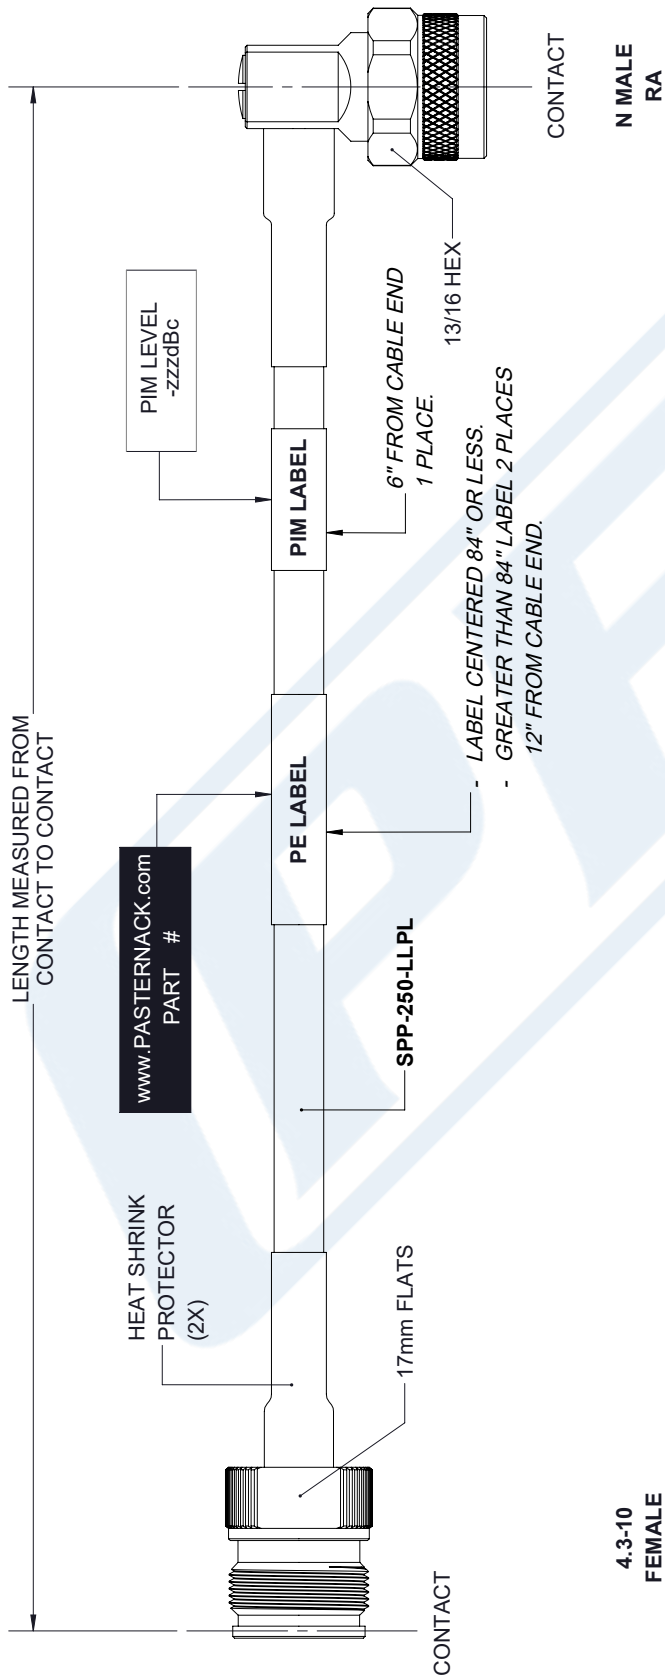 LENGTH MEASURED FROM
CONTACT TO CONTACT
HEAT SHRINK
PROTECTOR
(2X)
www.PASTERNACK.com
PART #
PIM LEVEL
-zzzdBc
PE LABEL
PIM LABEL
17mm FLATS
SPP-250-LLPL
6" FROM CABLE END
1 PLACE.
13/16 HEX
- LABEL CENTERED 84" OR LESS.
- GREATER THAN 84" LABEL 2 PLACES
12" FROM CABLE END.
CONTACT
CONTACT
4.3-10
FEMALE
N MALE
RA